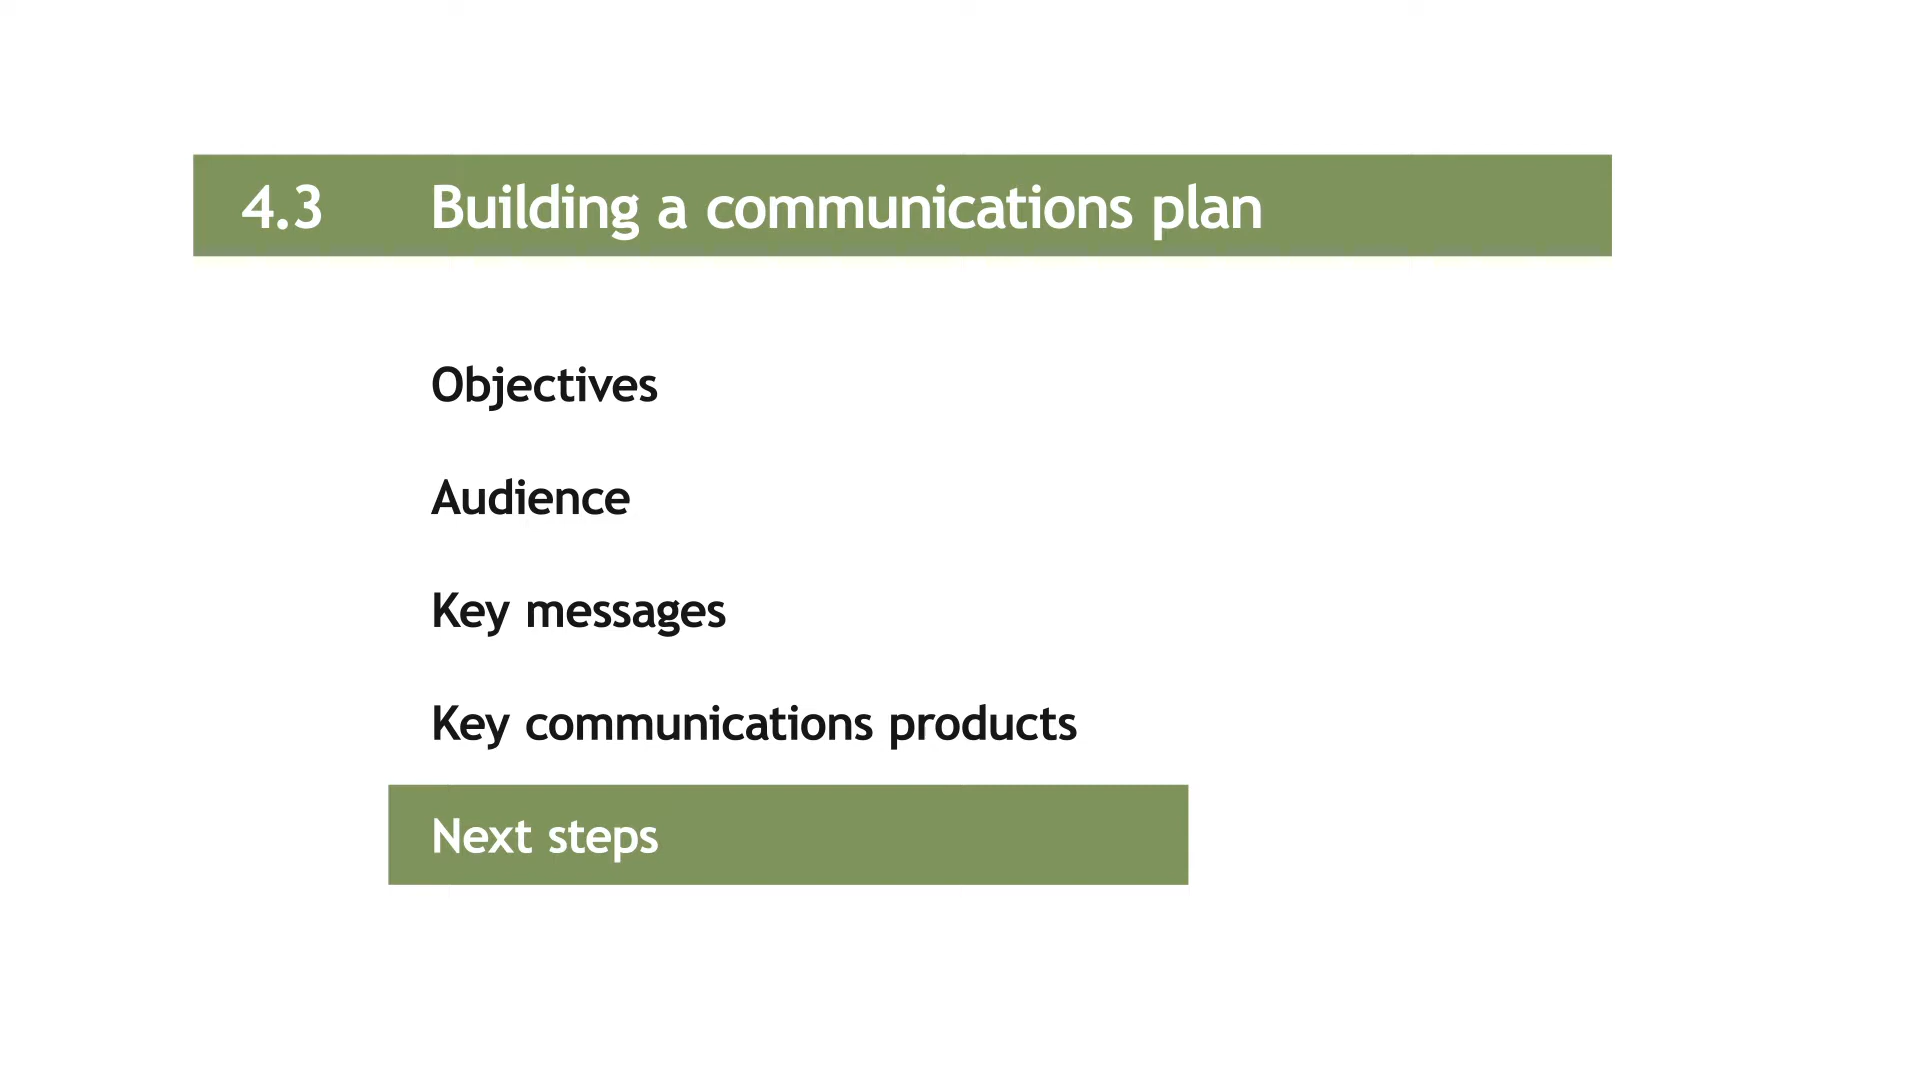 4.3 Building a communications plan
Objectives
Audience
Key messages
Key communications products
Next steps